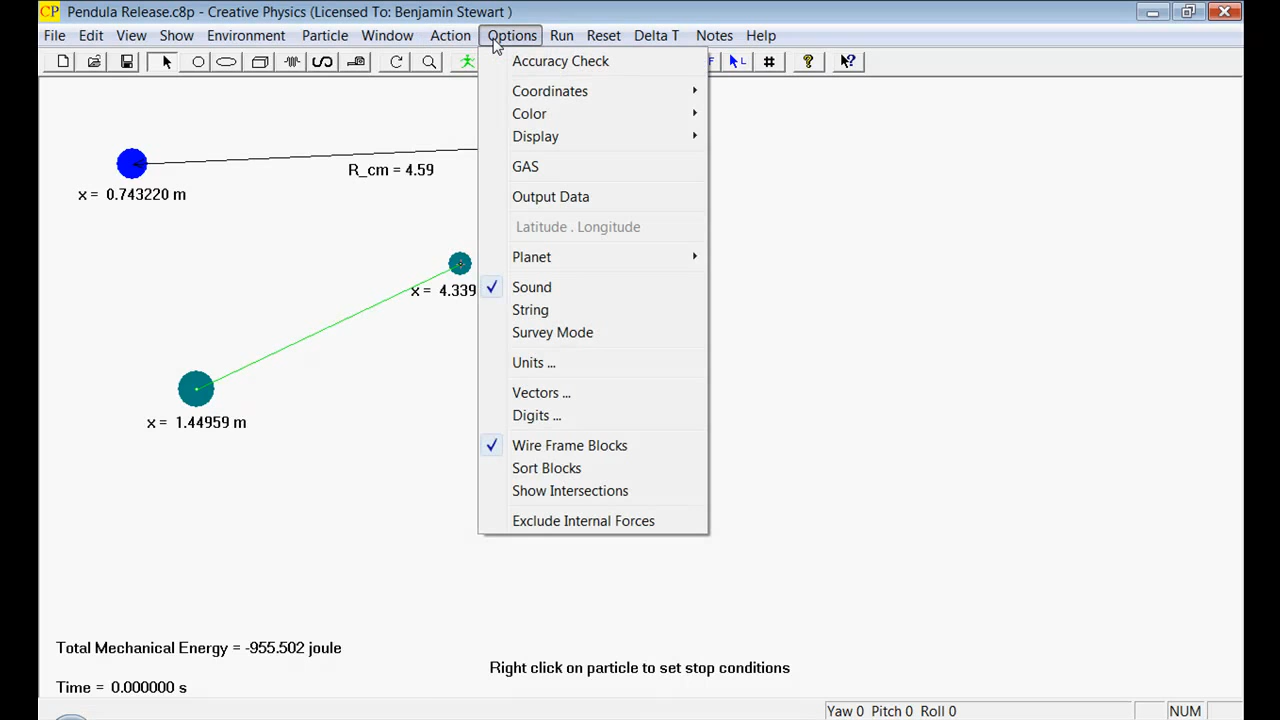 CP Pendula Release.c8p - Creative Physics (Licensed To: Benjamin Stewart )
File Edit View Show Environment Particle Window Action Options Run Reset Delta T Notes Help
F L # ? ?
Accuracy Check
Coordinates
Color
Display
GAS
Output Data
Latitude . Longitude
Planet
Sound
String
Survey Mode
Units ...
Vectors ...
Digits ...
Wire Frame Blocks
Sort Blocks
Show Intersections
Exclude Internal Forces
R_cm = 4.59
x = 0.743220 m
x = 4.339
x = 1.44959 m
Total Mechanical Energy = -955.502 joule
Right click on particle to set stop conditions
Time = 0.000000 s
Yaw 0 Pitch 0 Roll 0 NUM